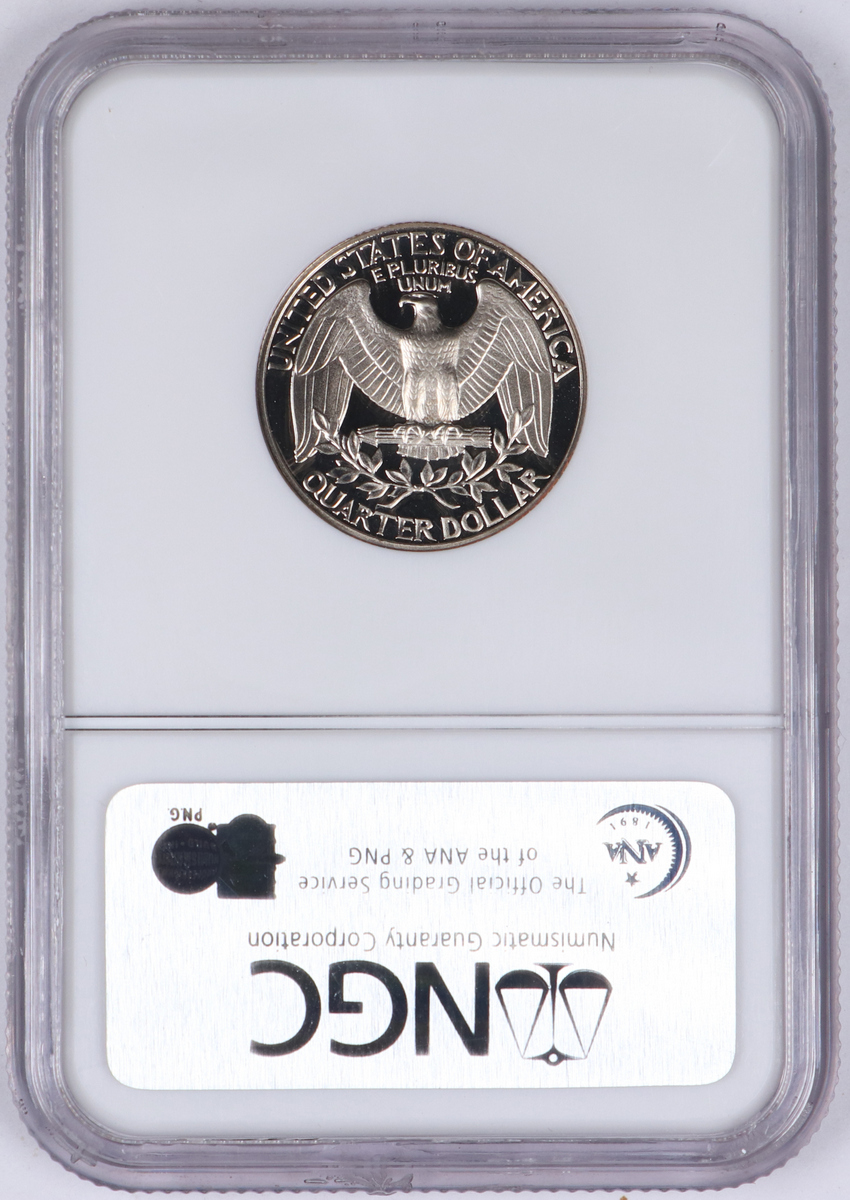 UNITED STATES OF AMERICA
E PLURIBUS
UNUM
QUARTER DOLLAR
NGC
Numismatic Guaranty Corporation
The Official Grading Service
of the ANA & PNG
ANA
1891
PNG.